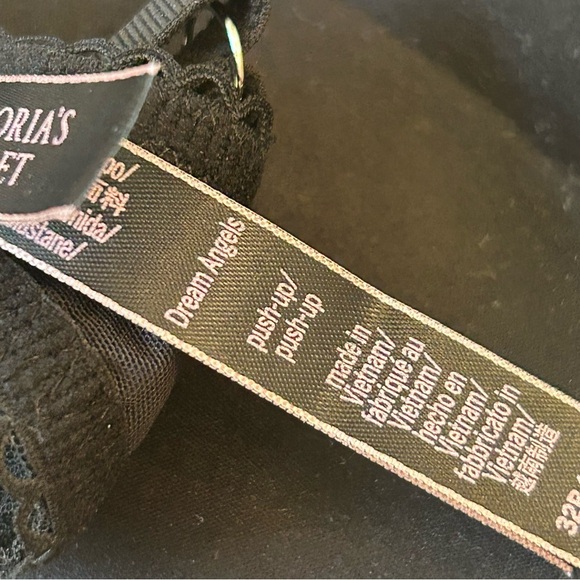 ORIA'S
ET
Dream Angels
push-up/
push-up
made in
Vietnam/
fabriqué au
Vietnam/
hecho en
Vietnam/
fabbricato in
Vietnam/
越南制造